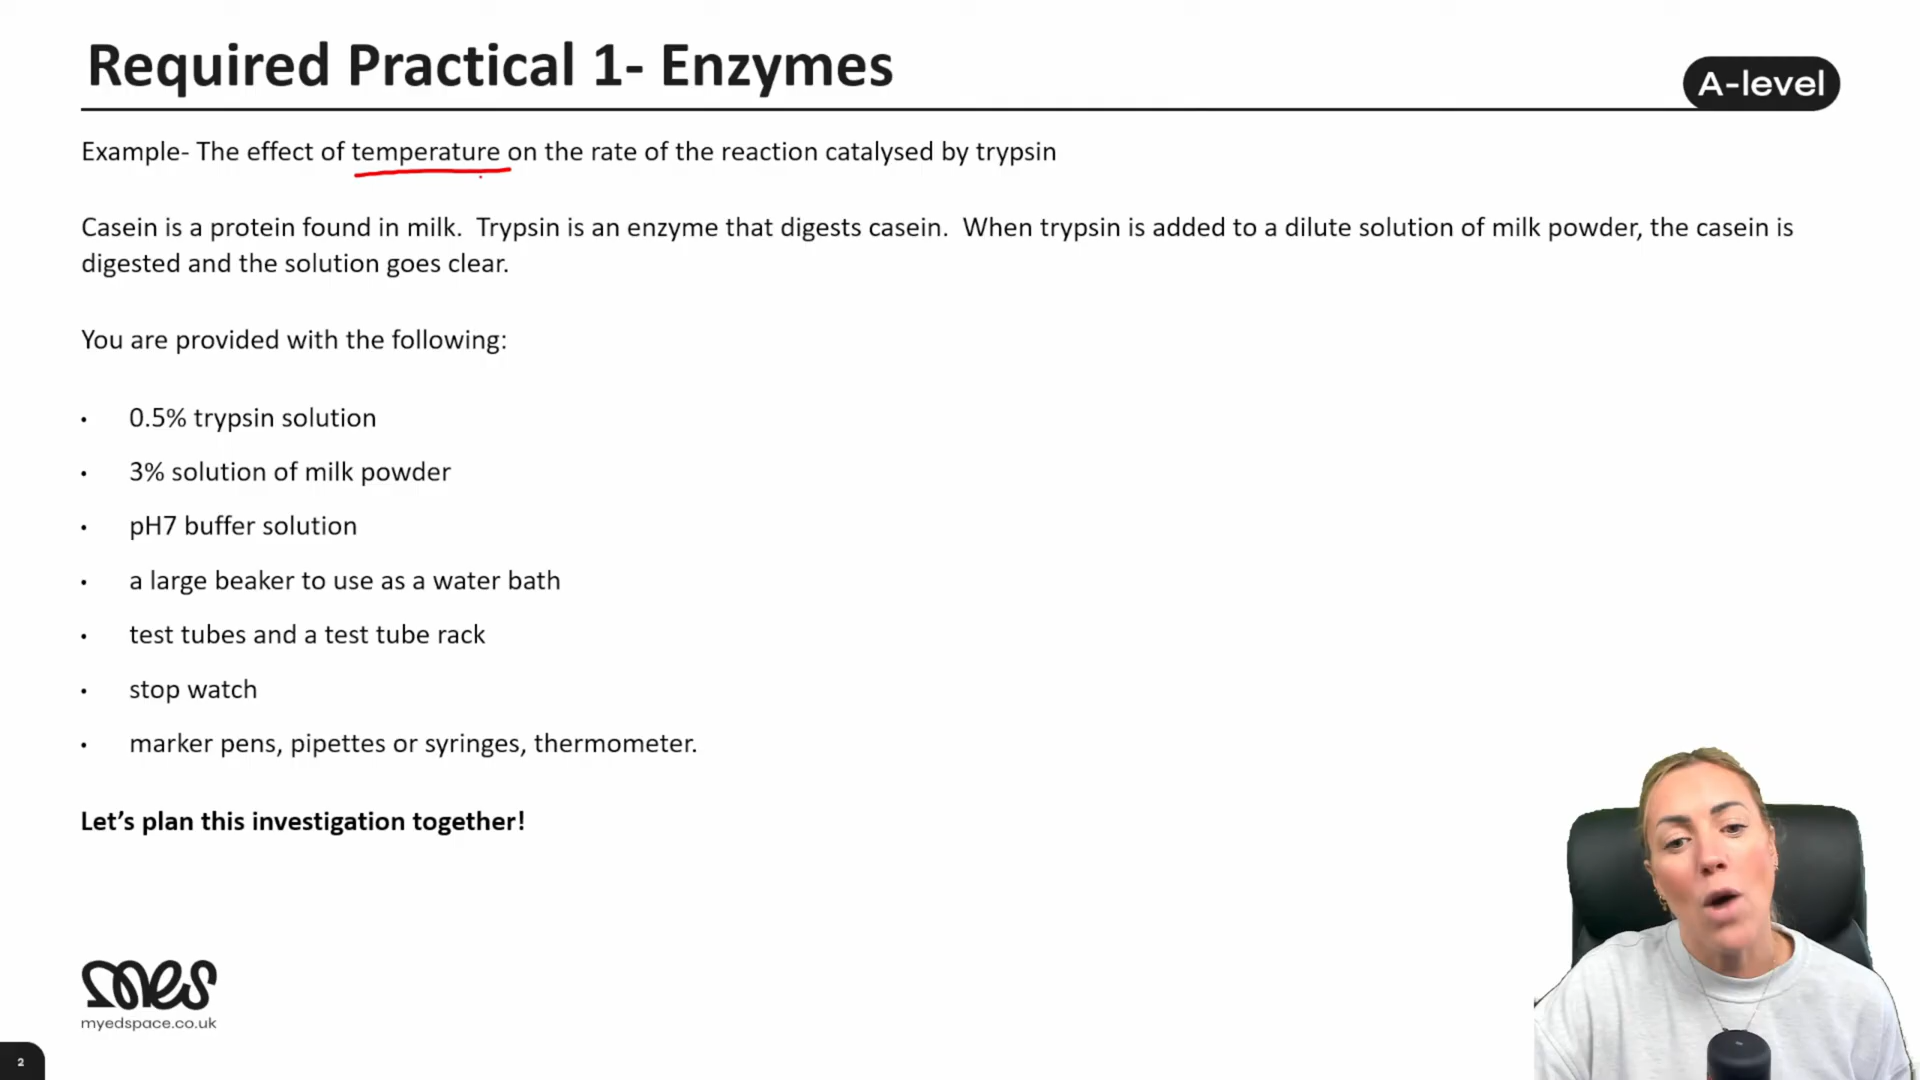 Required Practical 1- Enzymes
A-level
Example- The effect of temperature on the rate of the reaction catalysed by trypsin
Casein is a protein found in milk.  Trypsin is an enzyme that digests casein.  When trypsin is added to a dilute solution of milk powder, the casein is
digested and the solution goes clear.
You are provided with the following:
• 0.5% trypsin solution
• 3% solution of milk powder
• pH7 buffer solution
• a large beaker to use as a water bath
• test tubes and a test tube rack
• stop watch
• marker pens, pipettes or syringes, thermometer.
Let’s plan this investigation together!
mes
myedspace.co.uk
2